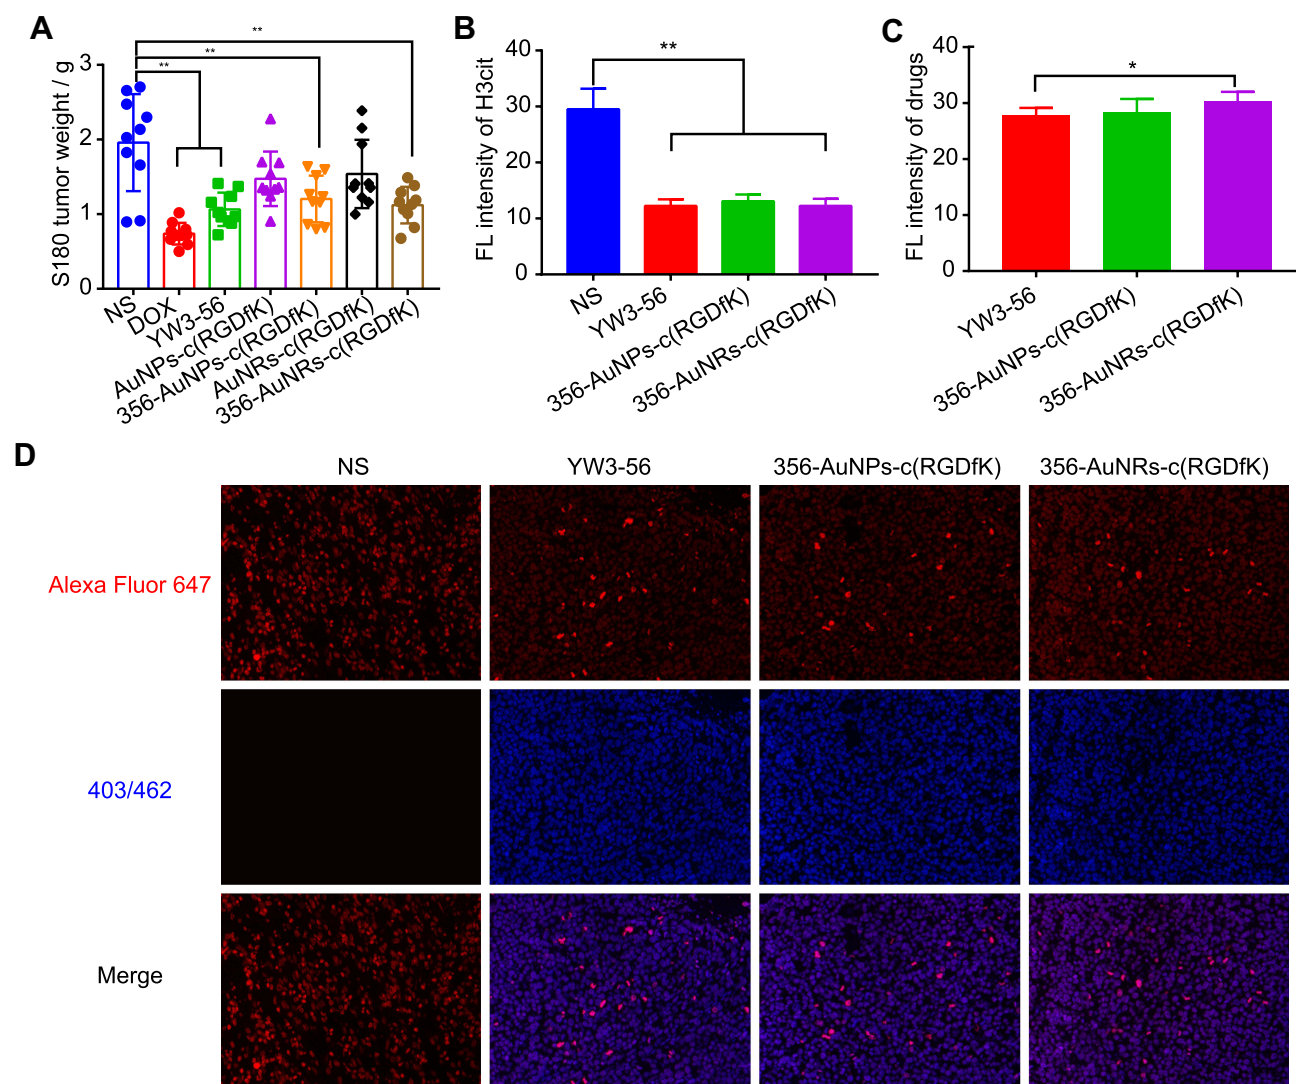 A
S180 tumor weight / g
3
2
1
0
**
**
**
NS
DOX
YW3-56
AuNPs-c(RGDfK)
356-AuNPs-c(RGDfK)
AuNRs-c(RGDfK)
356-AuNRs-c(RGDfK)
B
FL intensity of H3cit
40
30
20
10
0
**
NS
YW3-56
356-AuNPs-c(RGDfK)
356-AuNRs-c(RGDfK)
C
FL intensity of drugs
40
30
20
10
0
*
YW3-56
356-AuNPs-c(RGDfK)
356-AuNRs-c(RGDfK)
D
NS
YW3-56
356-AuNPs-c(RGDfK)
356-AuNRs-c(RGDfK)
Alexa Fluor 647
403/462
Merge